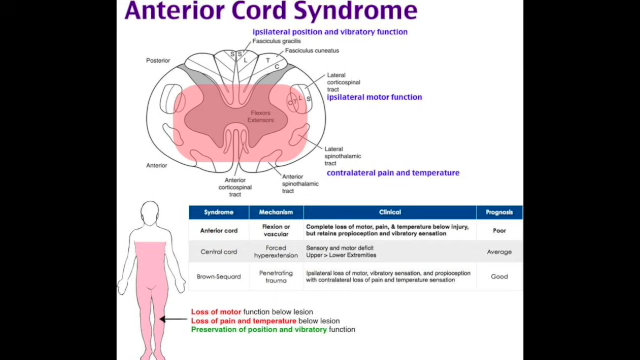 Anterior Cord Syndrome
ipsilateral position and vibratory function
Fasciculus gracilis
Fasciculus cuneatus
Posterior
S S
L
T
C
Lateral
corticospinal
tract
ipsilateral motor function
C T L S
Flexors
Extensors
Lateral
spinothalamic
tract
contralateral pain and temperature
Anterior
Anterior
corticospinal
tract
Anterior
spinothalamic
tract
Syndrome Mechanism Clinical Prognosis
Anterior cord
Flexion or
vascular
Complete loss of motor, pain, & temperature below injury,
but retains propioception and vibratory sensation
Poor
Central cord
Forced
hyperextension
Sensory and motor deficit
Upper > Lower Extremities
Average
Brown-Sequard
Penetrating
trauma
Ipsilateral loss of motor, vibratory sensation, and propioception
with contralateral loss of pain and temperature sensation
Good
Loss of motor function below lesion
Loss of pain and temperature below lesion
Preservation of position and vibratory function